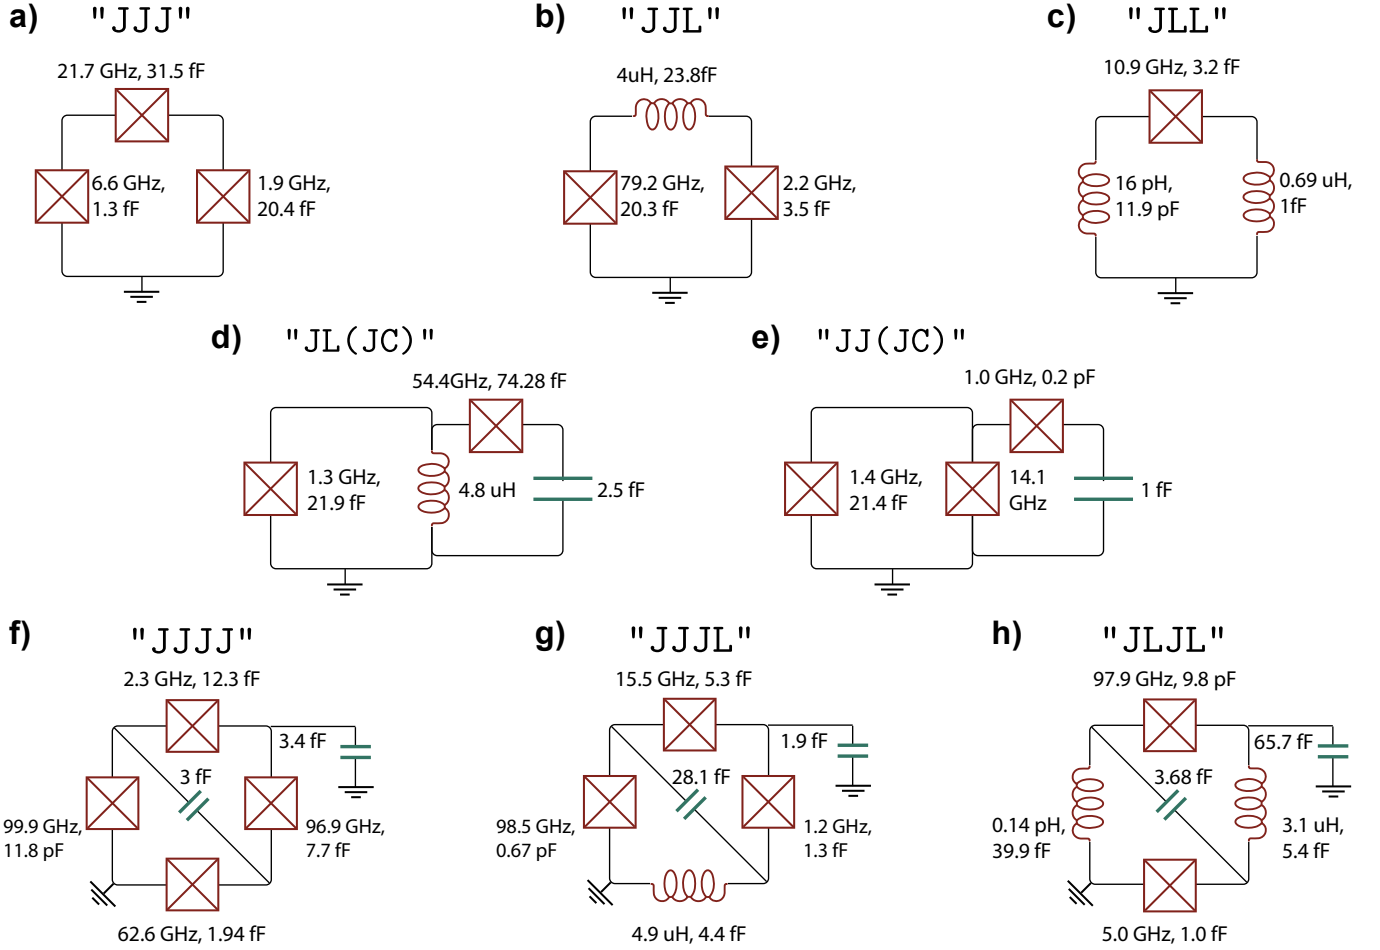 a) "JJJ"
21.7 GHz, 31.5 fF
6.6 GHz,
1.3 fF
1.9 GHz,
20.4 fF
b) "JJL"
4uH, 23.8fF
79.2 GHz,
20.3 fF
2.2 GHz,
3.5 fF
c) "JLL"
10.9 GHz, 3.2 fF
16 pH,
11.9 pF
0.69 uH,
1fF
d) "JL(JC)"
54.4GHz, 74.28 fF
1.3 GHz,
21.9 fF
4.8 uH
2.5 fF
e) "JJ(JC)"
1.0 GHz, 0.2 pF
1.4 GHz,
21.4 fF
14.1
GHz
1 fF
f) "JJJJ"
2.3 GHz, 12.3 fF
3.4 fF
3 fF
99.9 GHz,
11.8 pF
96.9 GHz,
7.7 fF
62.6 GHz, 1.94 fF
g) "JJJL"
15.5 GHz, 5.3 fF
1.9 fF
28.1 fF
98.5 GHz,
0.67 pF
1.2 GHz,
1.3 fF
4.9 uH, 4.4 fF
h) "JLJL"
97.9 GHz, 9.8 pF
65.7 fF
3.68 fF
0.14 pH,
39.9 fF
3.1 uH,
5.4 fF
5.0 GHz, 1.0 fF